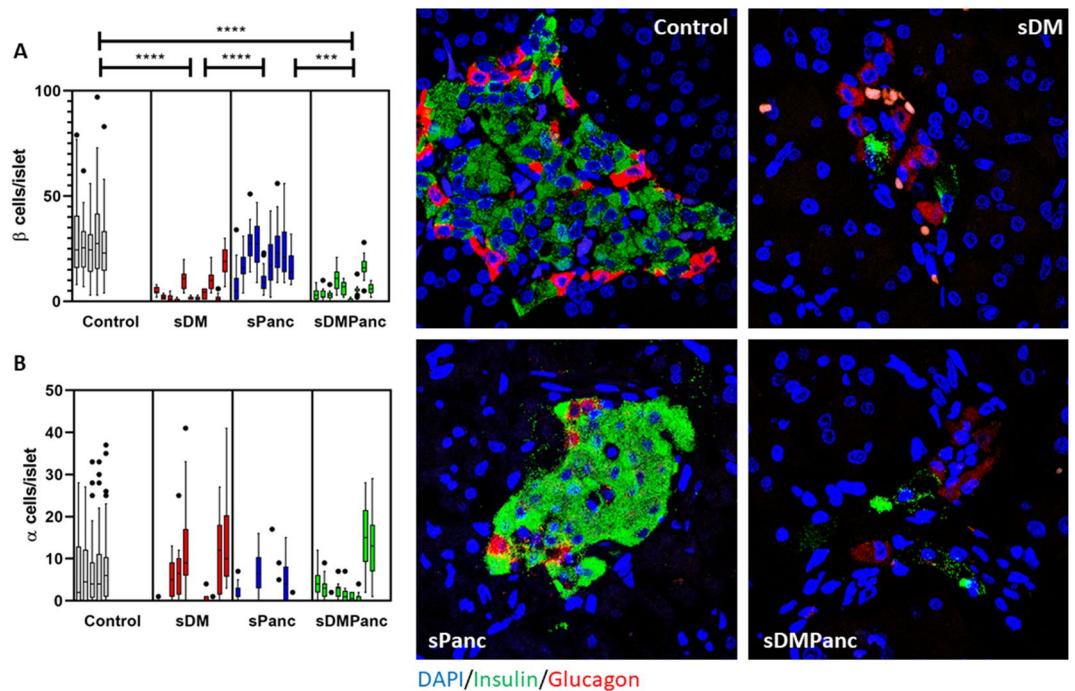 A
****
****
****
***
β cells/islet
100
50
0
Control
sDM
sPanc
sDMPanc
B
α cells/islet
50
40
30
20
10
0
Control
sDM
sPanc
sDMPanc
Control
sDM
sPanc
sDMPanc
DAPI/Insulin/Glucagon